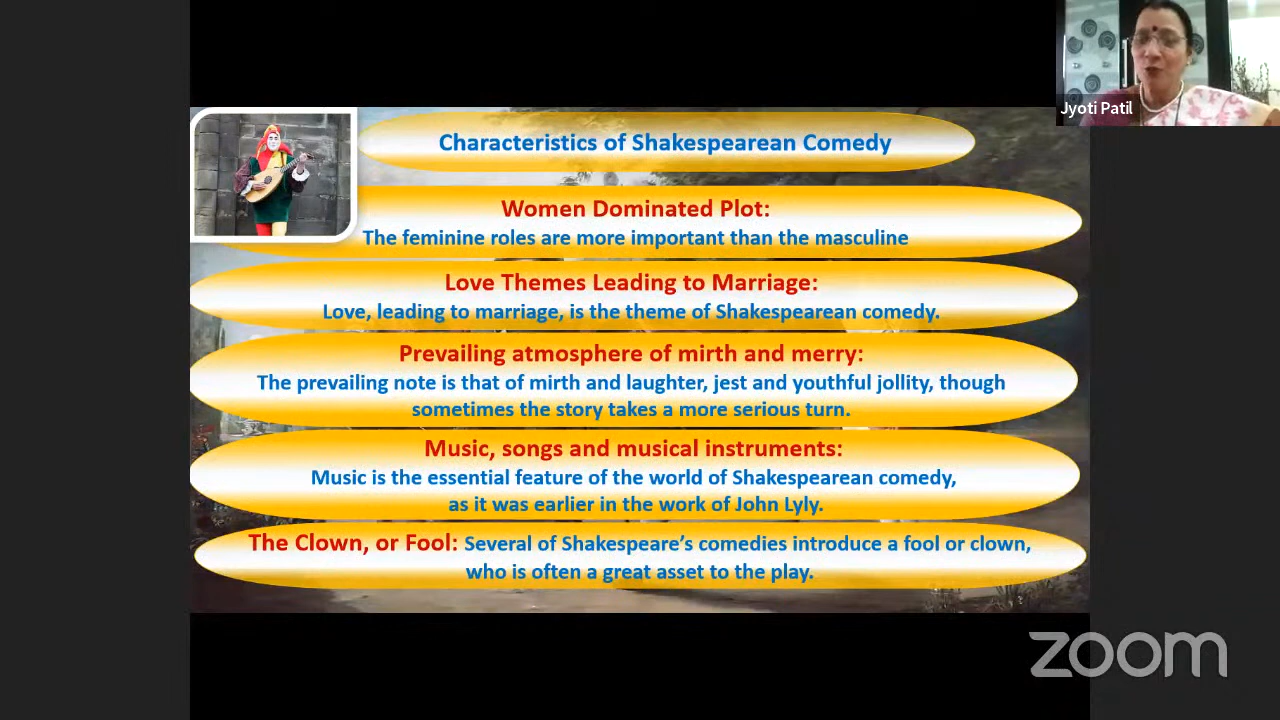 Jyoti Patil
Characteristics of Shakespearean Comedy
Women Dominated Plot:
The feminine roles are more important than the masculine
Love Themes Leading to Marriage:
Love, leading to marriage, is the theme of Shakespearean comedy.
Prevailing atmosphere of mirth and merry:
The prevailing note is that of mirth and laughter, jest and youthful jollity, though
sometimes the story takes a more serious turn.
Music, songs and musical instruments:
Music is the essential feature of the world of Shakespearean comedy,
as it was earlier in the work of John Lyly.
The Clown, or Fool: Several of Shakespeare’s comedies introduce a fool or clown,
who is often a great asset to the play.
zoom